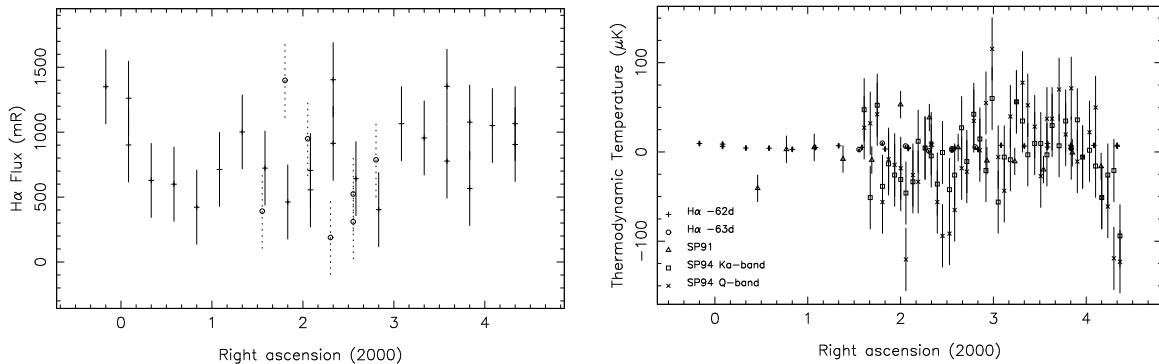 Hα Flux (mR)
1500
1000
500
0
0 1 2 3 4
Right ascension (2000)
Thermodynamic Temperature (μK)
100
0
−100
Hα −62d
Hα −63d
SP91
SP94 Ka−band
SP94 Q−band
0 1 2 3 4
Right ascension (2000)